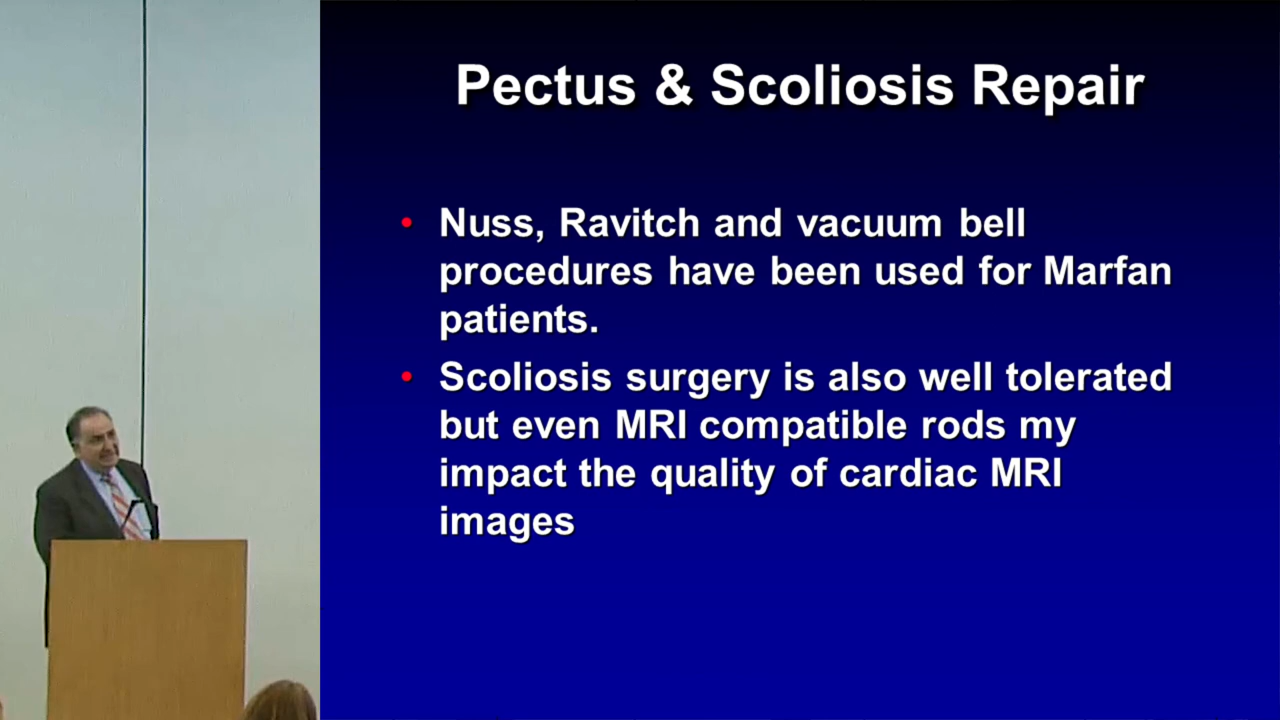 Pectus & Scoliosis Repair
• Nuss, Ravitch and vacuum bell
procedures have been used for Marfan
patients.
• Scoliosis surgery is also well tolerated
but even MRI compatible rods my
impact the quality of cardiac MRI
images